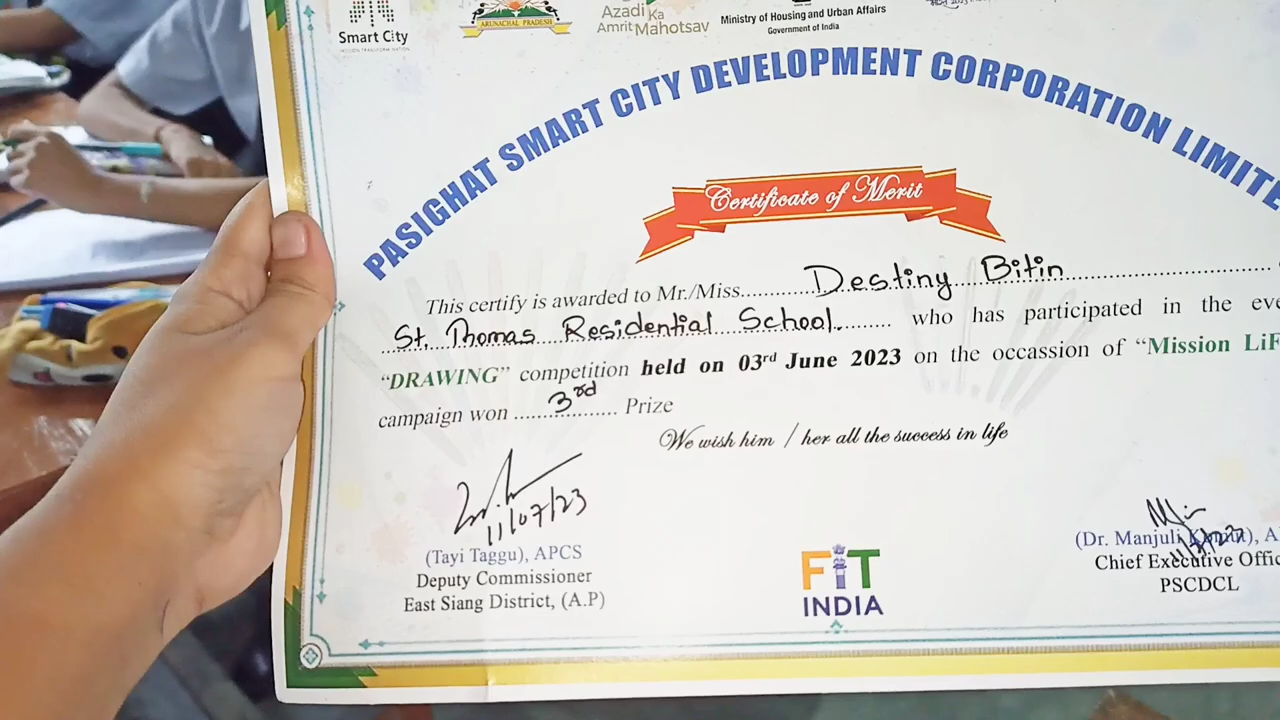 Smart City
MISSION TRANSFORM-NATION
ARUNACHAL PRADESH
Azadi Ka
Amrit Mahotsav
Ministry of Housing and Urban Affairs
Government of India
PASIGHAT SMART CITY DEVELOPMENT CORPORATION LIMITE
Certificate of Merit
This certify is awarded to Mr./Miss.......... Destiny Bitin
St. Thomas Residential School. who has participated in the eve
"DRAWING" competition held on 03rd June 2023 on the occassion of "Mission LiF
campaign won 3rd Prize
We wish him / her all the success in life
11/07/23
(Tayi Taggu), APCS
Deputy Commissioner
East Siang District, (A.P)
FIT
INDIA
(Dr. Manjuli
Chief Executive Offic
PSCDCL